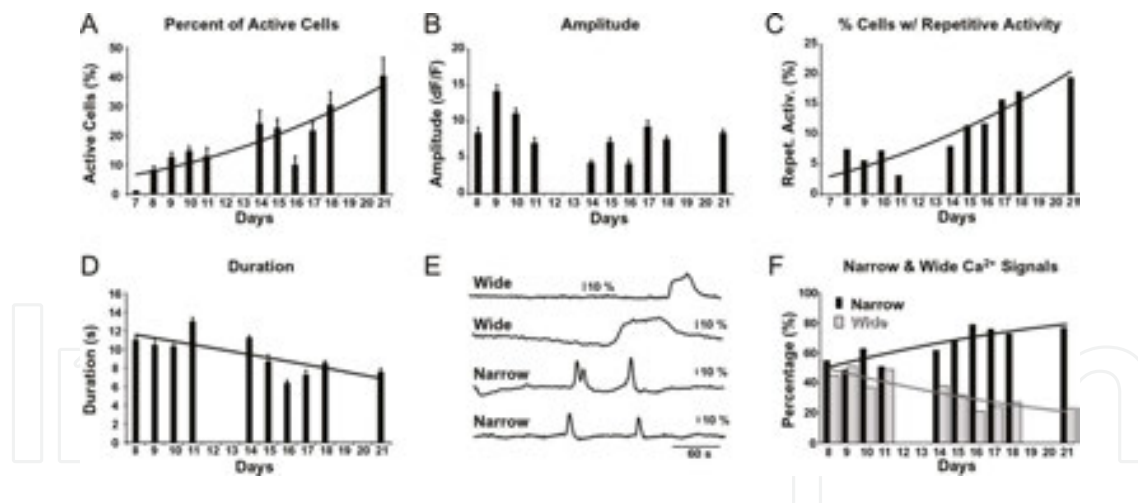 A Percent of Active Cells
Active Cells (%)
50
40
30
20
10
0
7 8 9 10 11 12 13 14 15 16 17 18 19 20 21
Days
B Amplitude
Amplitude (dF/F)
20
15
10
5
0
8 9 10 11 12 13 14 15 16 17 18 19 20 21
Days
C % Cells w/ Repetitive Activity
Repet. Activ. (%)
25
20
15
10
5
0
7 8 9 10 11 12 13 14 15 16 17 18 19 20 21
Days
D Duration
Duration (s)
16
14
12
10
8
6
4
2
0
8 9 10 11 12 13 14 15 16 17 18 19 20 21
Days
E
Wide
10 %
Wide
10 %
Narrow
10 %
Narrow
10 %
60 s
F Narrow & Wide Ca²⁺ Signals
Percentage (%)
100
80
60
40
20
0
Narrow
Wide
8 9 10 11 12 13 14 15 16 17 18 19 20 21
Days